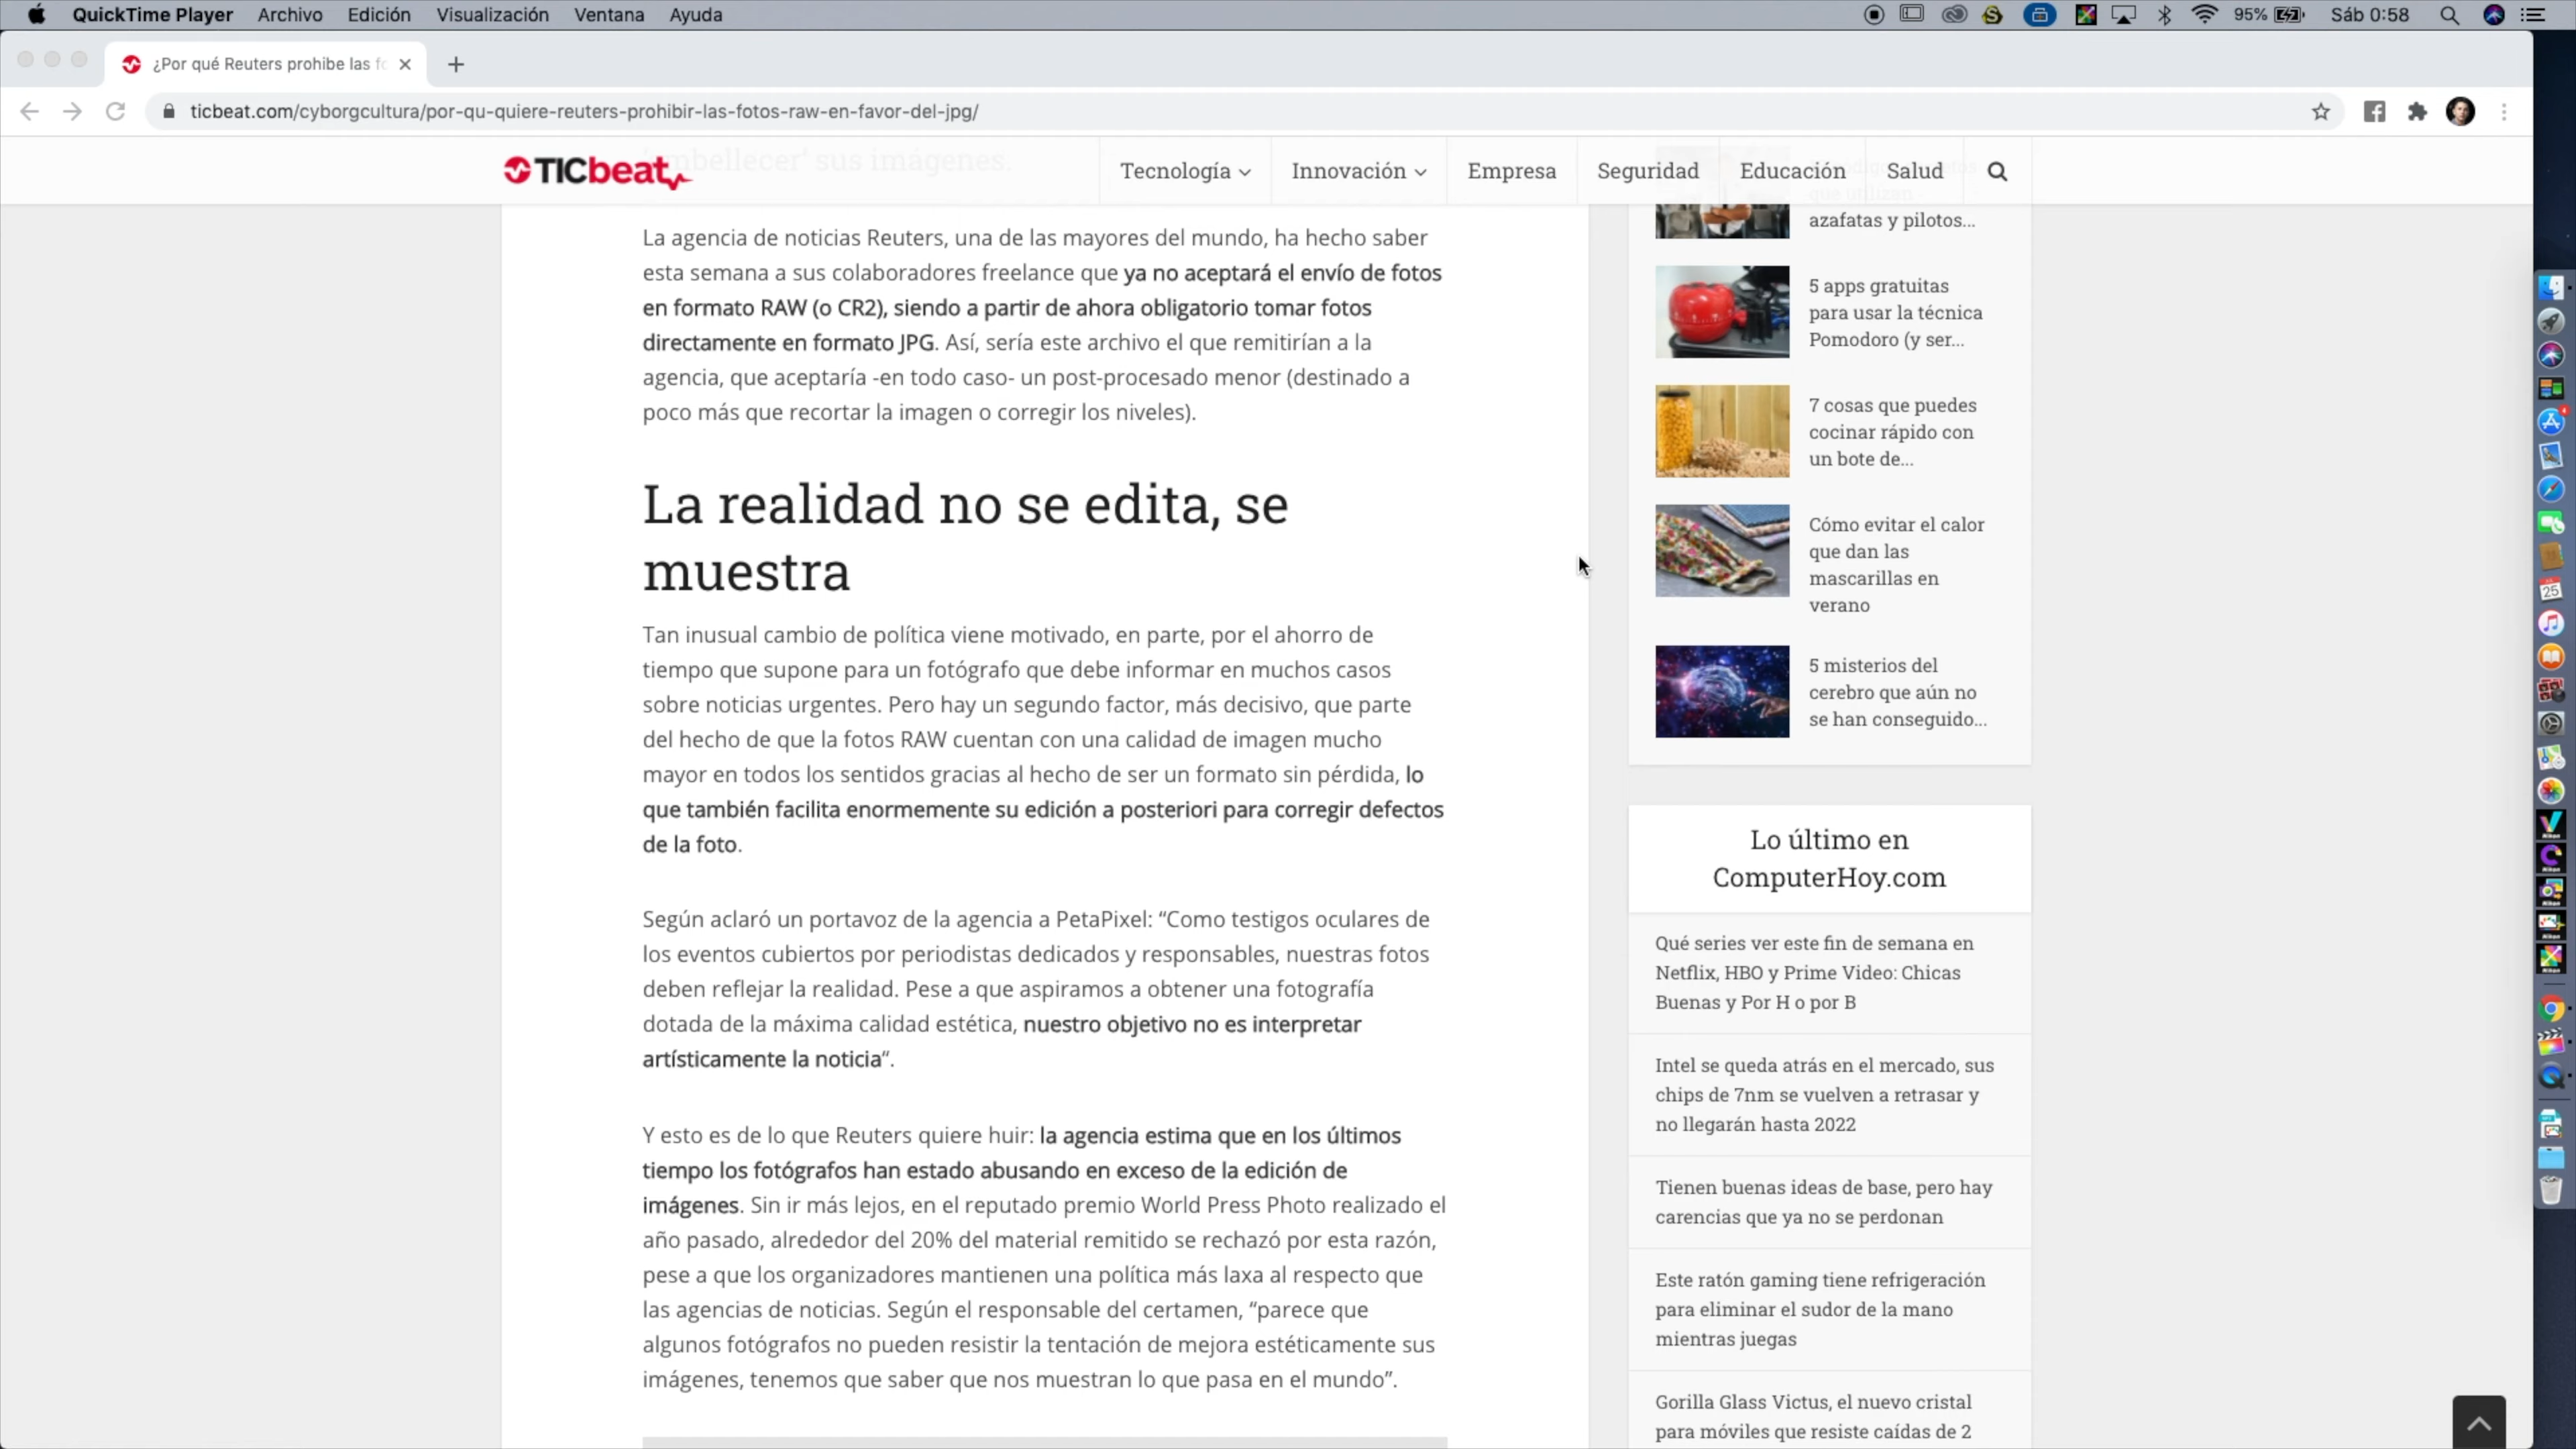 QuickTime Player Archivo Edición Visualización Ventana Ayuda
95% Sáb 0:58
¿Por qué Reuters prohibe las fo
ticbeat.com/cyborgcultura/por-qu-quiere-reuters-prohibir-las-fotos-raw-en-favor-del-jpg/
TICbeat
Tecnología Innovación Empresa Seguridad Educación Salud
'embellecer' sus imágenes.
La agencia de noticias Reuters, una de las mayores del mundo, ha hecho saber
esta semana a sus colaboradores freelance que ya no aceptará el envío de fotos
en formato RAW (o CR2), siendo a partir de ahora obligatorio tomar fotos
directamente en formato JPG. Así, sería este archivo el que remitirían a la
agencia, que aceptaría -en todo caso- un post-procesado menor (destinado a
poco más que recortar la imagen o corregir los niveles).
La realidad no se edita, se
muestra
Tan inusual cambio de política viene motivado, en parte, por el ahorro de
tiempo que supone para un fotógrafo que debe informar en muchos casos
sobre noticias urgentes. Pero hay un segundo factor, más decisivo, que parte
del hecho de que la fotos RAW cuentan con una calidad de imagen mucho
mayor en todos los sentidos gracias al hecho de ser un formato sin pérdida, lo
que también facilita enormemente su edición a posteriori para corregir defectos
de la foto.
Según aclaró un portavoz de la agencia a PetaPixel: “Como testigos oculares de
los eventos cubiertos por periodistas dedicados y responsables, nuestras fotos
deben reflejar la realidad. Pese a que aspiramos a obtener una fotografía
dotada de la máxima calidad estética, nuestro objetivo no es interpretar
artísticamente la noticia“.
Y esto es de lo que Reuters quiere huir: la agencia estima que en los últimos
tiempo los fotógrafos han estado abusando en exceso de la edición de
imágenes. Sin ir más lejos, en el reputado premio World Press Photo realizado el
año pasado, alrededor del 20% del material remitido se rechazó por esta razón,
pese a que los organizadores mantienen una política más laxa al respecto que
las agencias de noticias. Según el responsable del certamen, “parece que
algunos fotógrafos no pueden resistir la tentación de mejora estéticamente sus
imágenes, tenemos que saber que nos muestran lo que pasa en el mundo”.
que utilizan
azafatas y pilotos...
5 apps gratuitas
para usar la técnica
Pomodoro (y ser...
7 cosas que puedes
cocinar rápido con
un bote de...
Cómo evitar el calor
que dan las
mascarillas en
verano
5 misterios del
cerebro que aún no
se han conseguido...
Lo último en
ComputerHoy.com
Qué series ver este fin de semana en
Netflix, HBO y Prime Video: Chicas
Buenas y Por H o por B
Intel se queda atrás en el mercado, sus
chips de 7nm se vuelven a retrasar y
no llegarán hasta 2022
Tienen buenas ideas de base, pero hay
carencias que ya no se perdonan
Este ratón gaming tiene refrigeración
para eliminar el sudor de la mano
mientras juegas
Gorilla Glass Victus, el nuevo cristal
para móviles que resiste caídas de 2
25